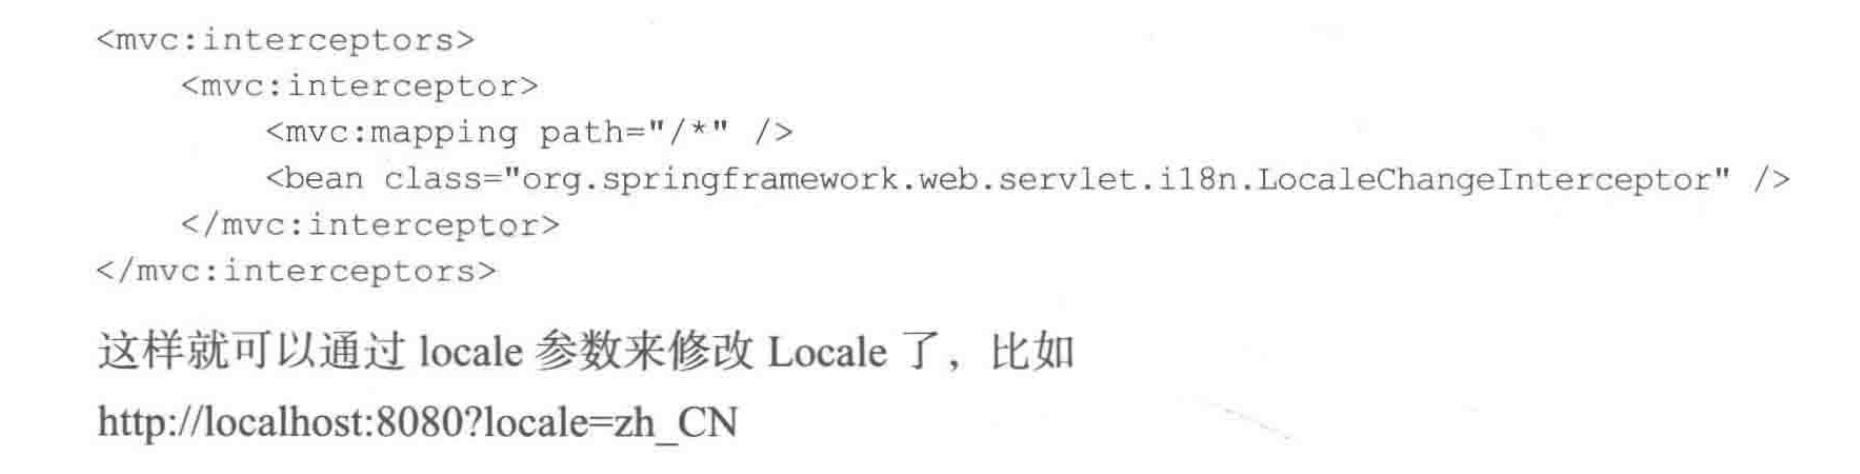 <mvc:interceptors>
    <mvc:interceptor>
        <mvc:mapping path="/*" />
        <bean class="org.springframework.web.servlet.i18n.LocaleChangeInterceptor" />
    </mvc:interceptor>
</mvc:interceptors>
这样就可以通过 locale 参数来修改 Locale 了，比如
http://localhost:8080?locale=zh_CN